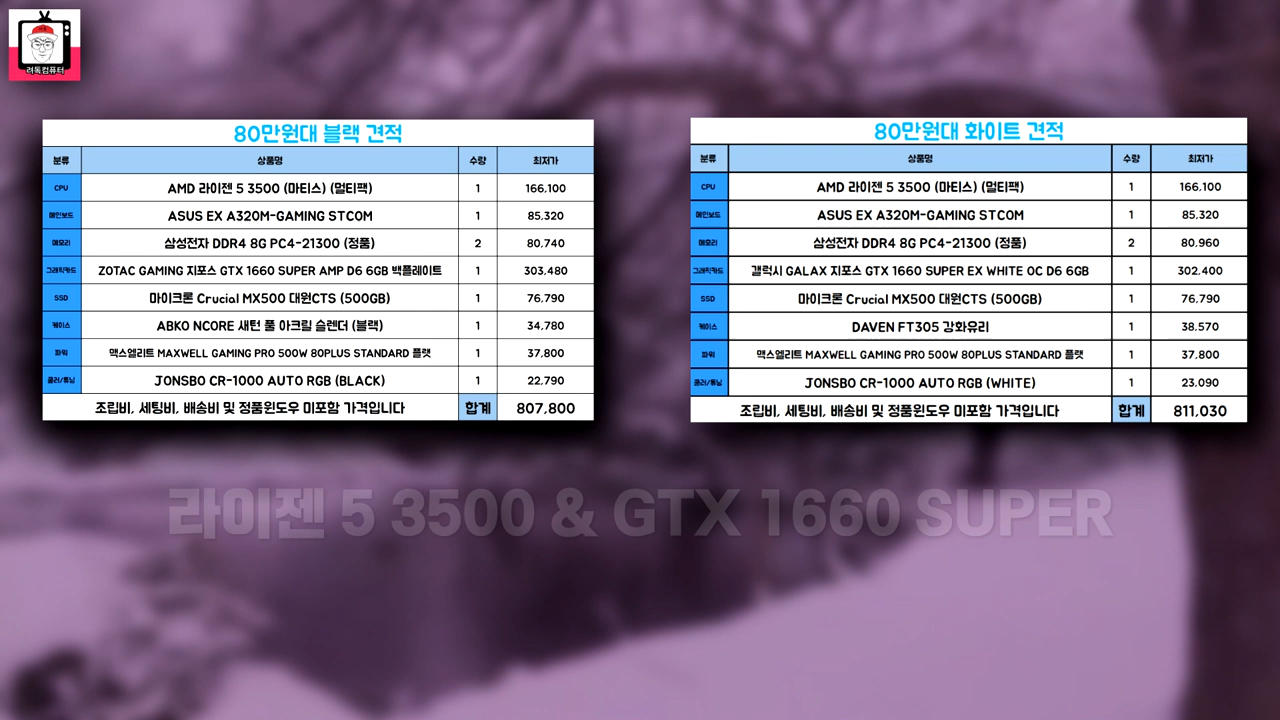 려독컴퓨터
80만원대 블랙 견적
분류 상품명 수량 최저가
CPU AMD 라이젠 5 3500 (마티스) (멀티팩) 1 166,100
메인보드 ASUS EX A320M-GAMING STCOM 1 85,320
메모리 삼성전자 DDR4 8G PC4-21300 (정품) 2 80,740
그래픽카드 ZOTAC GAMING 지포스 GTX 1660 SUPER AMP D6 6GB 백플레이트 1 303,480
SSD 마이크론 Crucial MX500 대원CTS (500GB) 1 76,790
케이스 ABKO NCORE 새턴 풀 아크릴 슬렌더 (블랙) 1 34,780
파워 맥스엘리트 MAXWELL GAMING PRO 500W 80PLUS STANDARD 플랫 1 37,800
쿨러/튜닝 JONSBO CR-1000 AUTO RGB (BLACK) 1 22,790
조립비, 세팅비, 배송비 및 정품윈도우 미포함 가격입니다 합계 807,800
80만원대 화이트 견적
분류 상품명 수량 최저가
CPU AMD 라이젠 5 3500 (마티스) (멀티팩) 1 166,100
메인보드 ASUS EX A320M-GAMING STCOM 1 85,320
메모리 삼성전자 DDR4 8G PC4-21300 (정품) 2 80,960
그래픽카드 갤럭시 GALAX 지포스 GTX 1660 SUPER EX WHITE OC D6 6GB 1 302,400
SSD 마이크론 Crucial MX500 대원CTS (500GB) 1 76,790
케이스 DAVEN FT305 강화유리 1 38,570
파워 맥스엘리트 MAXWELL GAMING PRO 500W 80PLUS STANDARD 플랫 1 37,800
쿨러/튜닝 JONSBO CR-1000 AUTO RGB (WHITE) 1 23,090
조립비, 세팅비, 배송비 및 정품윈도우 미포함 가격입니다 합계 811,030
라이젠 5 3500 & GTX 1660 SUPER